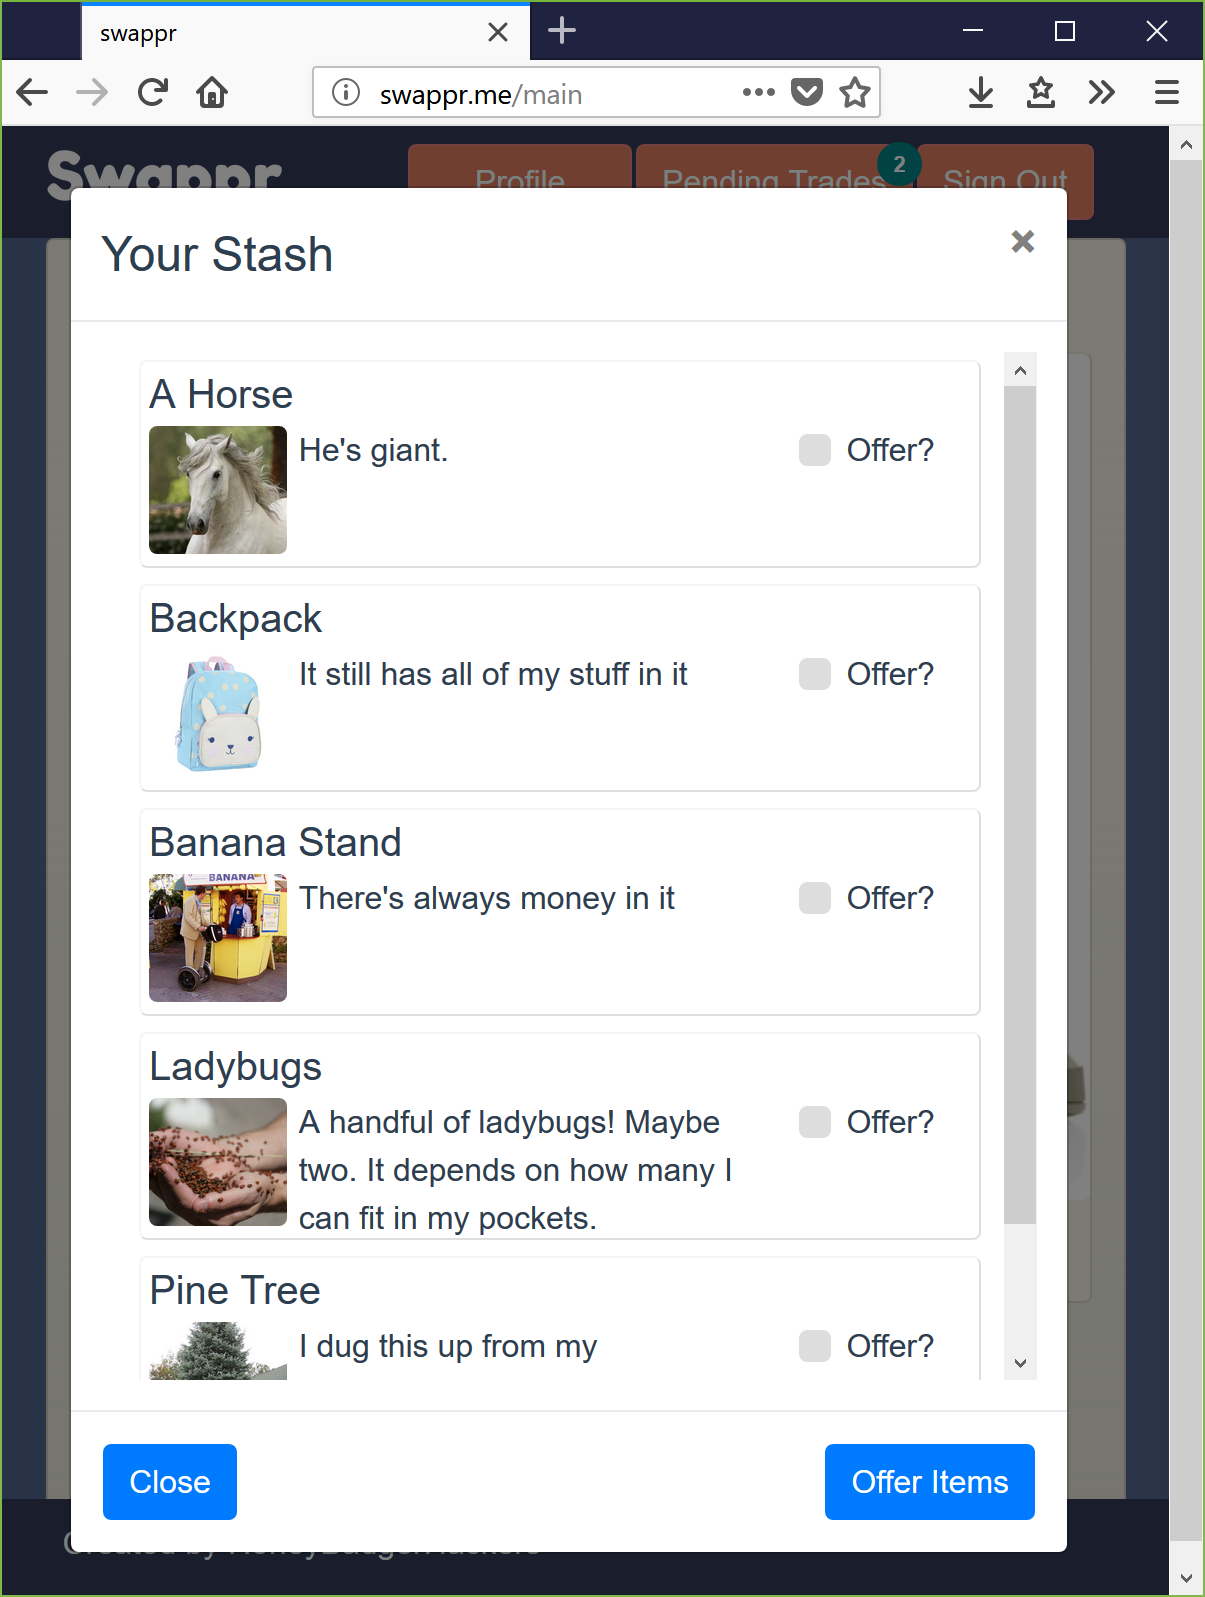 swappr
swappr.me/main
Swappr
Profile
Pending Trades
2
Sign Out
Your Stash
A Horse
He's giant.
Offer?
Backpack
It still has all of my stuff in it
Offer?
Banana Stand
BANANA
There's always money in it
Offer?
Ladybugs
A handful of ladybugs! Maybe
two. It depends on how many I
can fit in my pockets.
Offer?
Pine Tree
I dug this up from my
Offer?
Close
Offer Items
Created by HoneyBadgerHackers